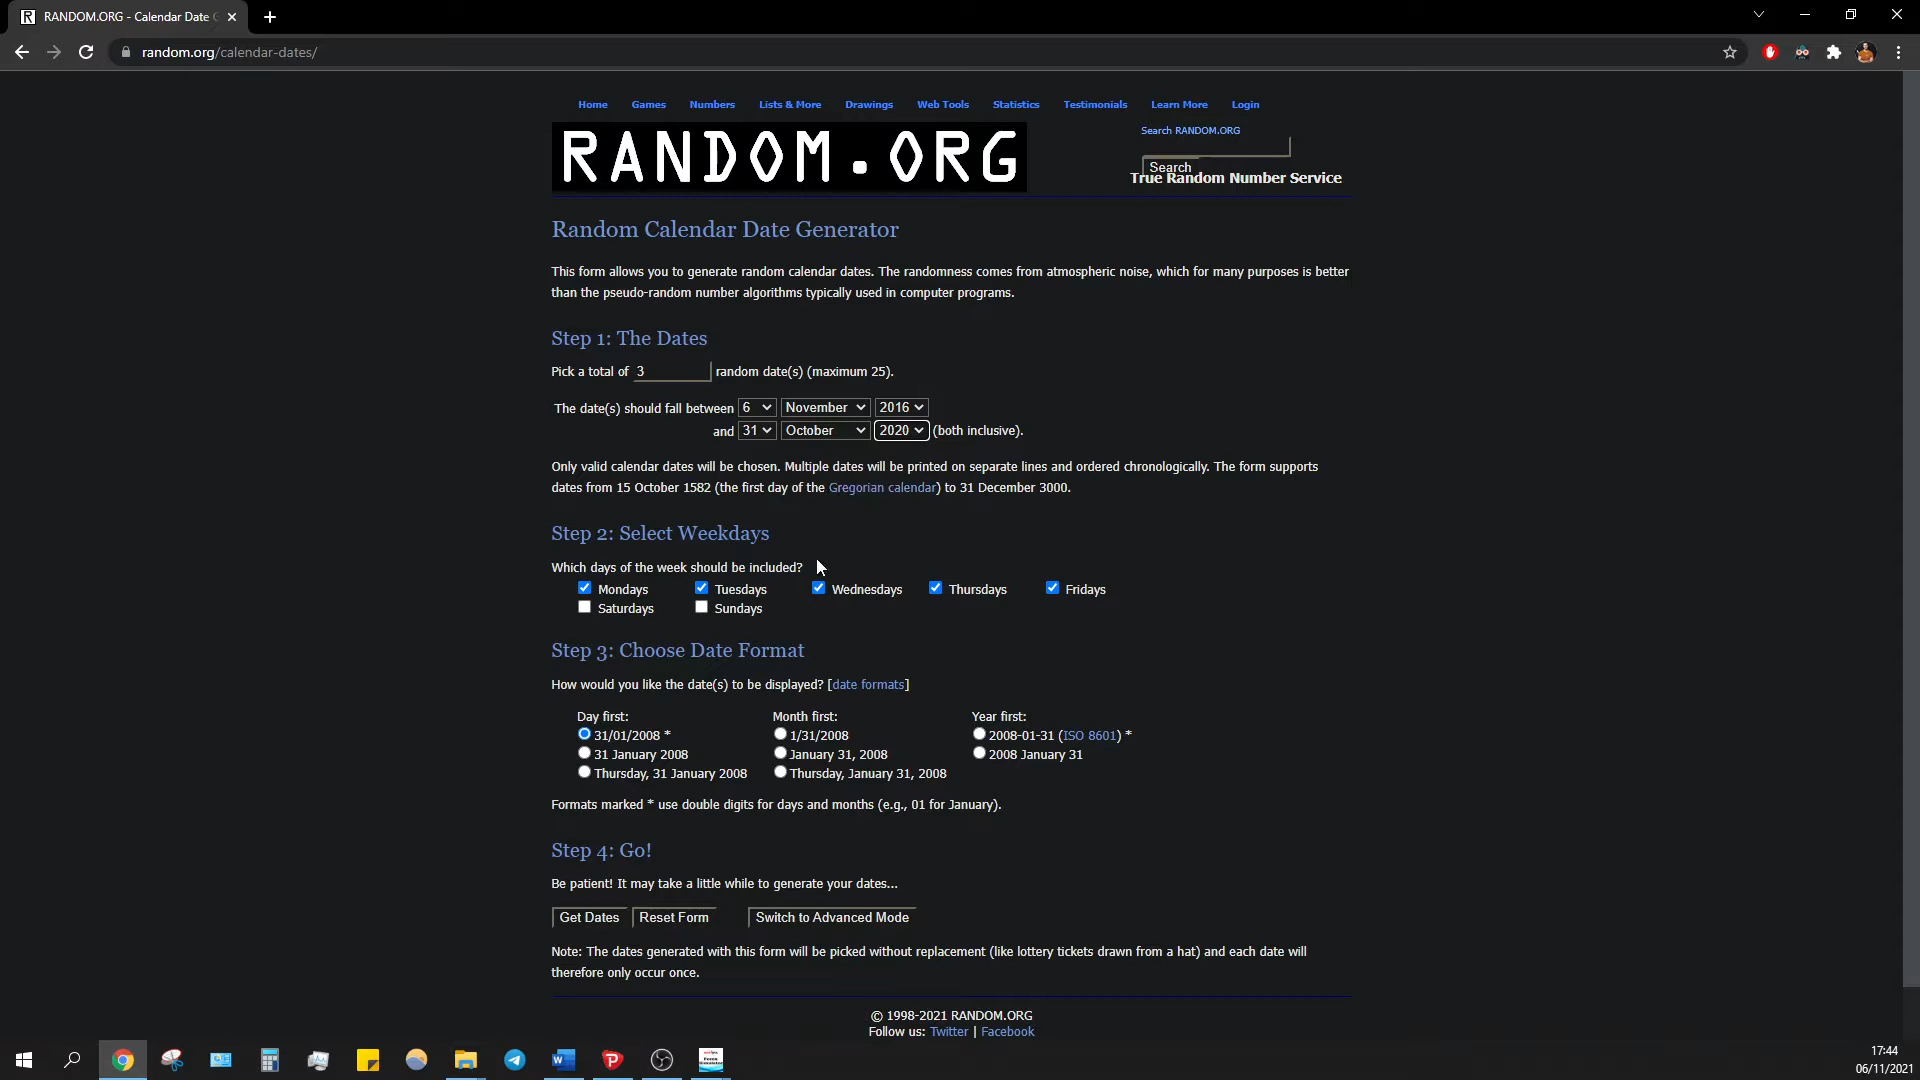 RANDOM.ORG - Calendar Date G
random.org/calendar-dates/
Home Games Numbers Lists & More Drawings Web Tools Statistics Testimonials Learn More Login
RANDOM.ORG
Search RANDOM.ORG
Search
True Random Number Service
Random Calendar Date Generator
This form allows you to generate random calendar dates. The randomness comes from atmospheric noise, which for many purposes is better
than the pseudo-random number algorithms typically used in computer programs.
Step 1: The Dates
Pick a total of 3 random date(s) (maximum 25).
The date(s) should fall between 6 November 2016
and 31 October 2020 (both inclusive).
Only valid calendar dates will be chosen. Multiple dates will be printed on separate lines and ordered chronologically. The form supports
dates from 15 October 1582 (the first day of the Gregorian calendar) to 31 December 3000.
Step 2: Select Weekdays
Which days of the week should be included?
Mondays Tuesdays Wednesdays Thursdays Fridays
Saturdays Sundays
Step 3: Choose Date Format
How would you like the date(s) to be displayed? [date formats]
Day first: Month first: Year first:
31/01/2008 * 1/31/2008 2008-01-31 (ISO 8601) *
31 January 2008 January 31, 2008 2008 January 31
Thursday, 31 January 2008 Thursday, January 31, 2008
Formats marked * use double digits for days and months (e.g., 01 for January).
Step 4: Go!
Be patient! It may take a little while to generate your dates...
Get Dates Reset Form Switch to Advanced Mode
Note: The dates generated with this form will be picked without replacement (like lottery tickets drawn from a hat) and each date will
therefore only occur once.
© 1998-2021 RANDOM.ORG
Follow us: Twitter | Facebook
17:44
06/11/2021